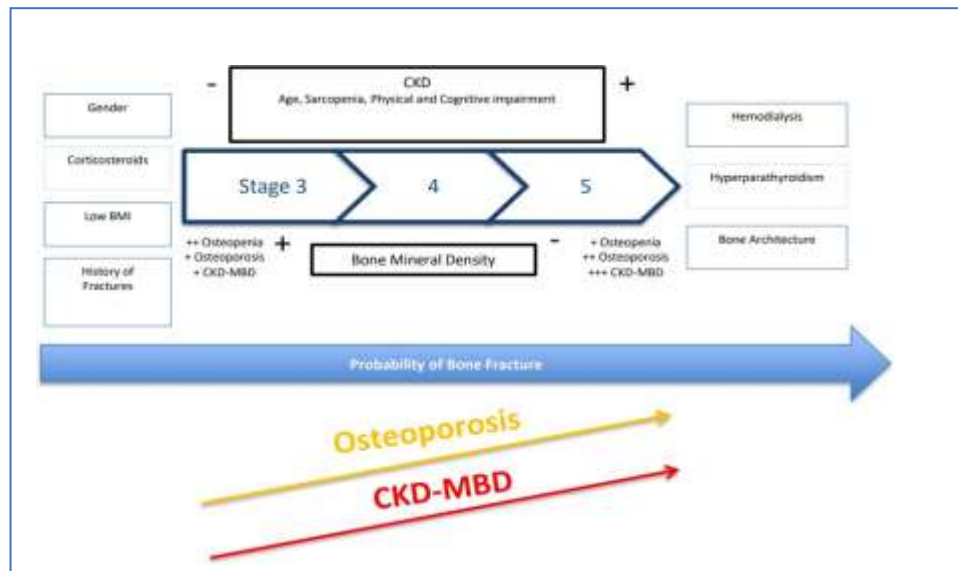 -
CKD
+
Age, Sarcopenia, Physical and Cognitive impairment
Gender
Corticosteroids
Low BMI
History of
Fractures
Stage 3
4
5
Hemodialysis
Hyperparathyroidism
Bone Architecture
++ Osteopenia
+ Osteoporosis
+ CKD-MBD
+
Bone Mineral Density
-
+ Osteopenia
++ Osteoporosis
+++ CKD-MBD
Probability of Bone Fracture
Osteoporosis
CKD-MBD